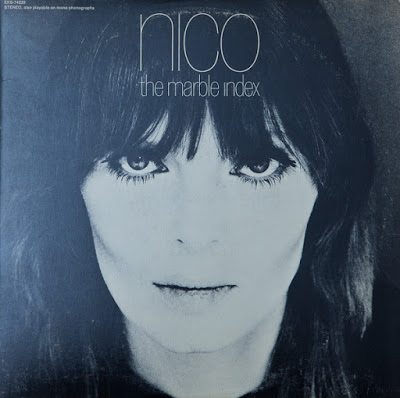 EKS-74029
STEREO, also playable on mono phonographs
nico
the marble index